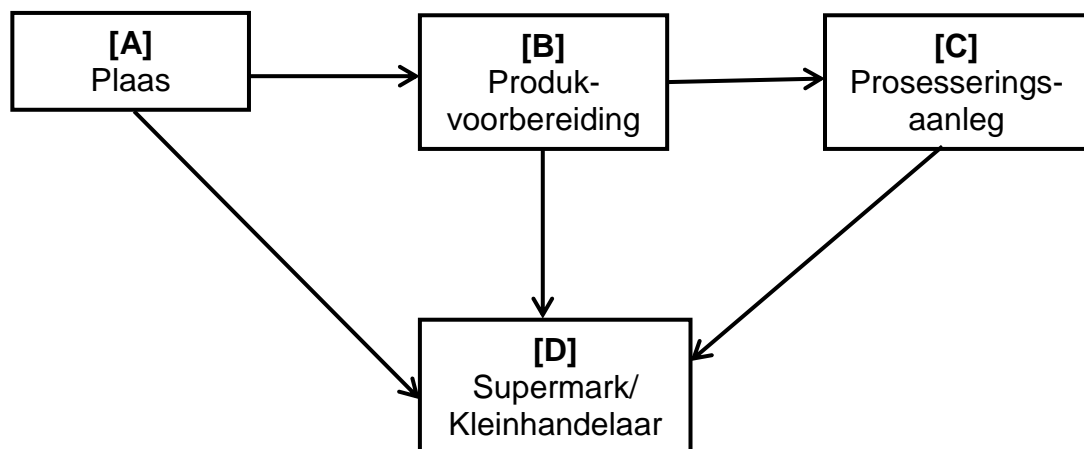 [A]
Plaas
[B]
Produk-
voorbereiding
[C]
Prosesserings-
aanleg
[D]
Supermark/
Kleinhandelaar